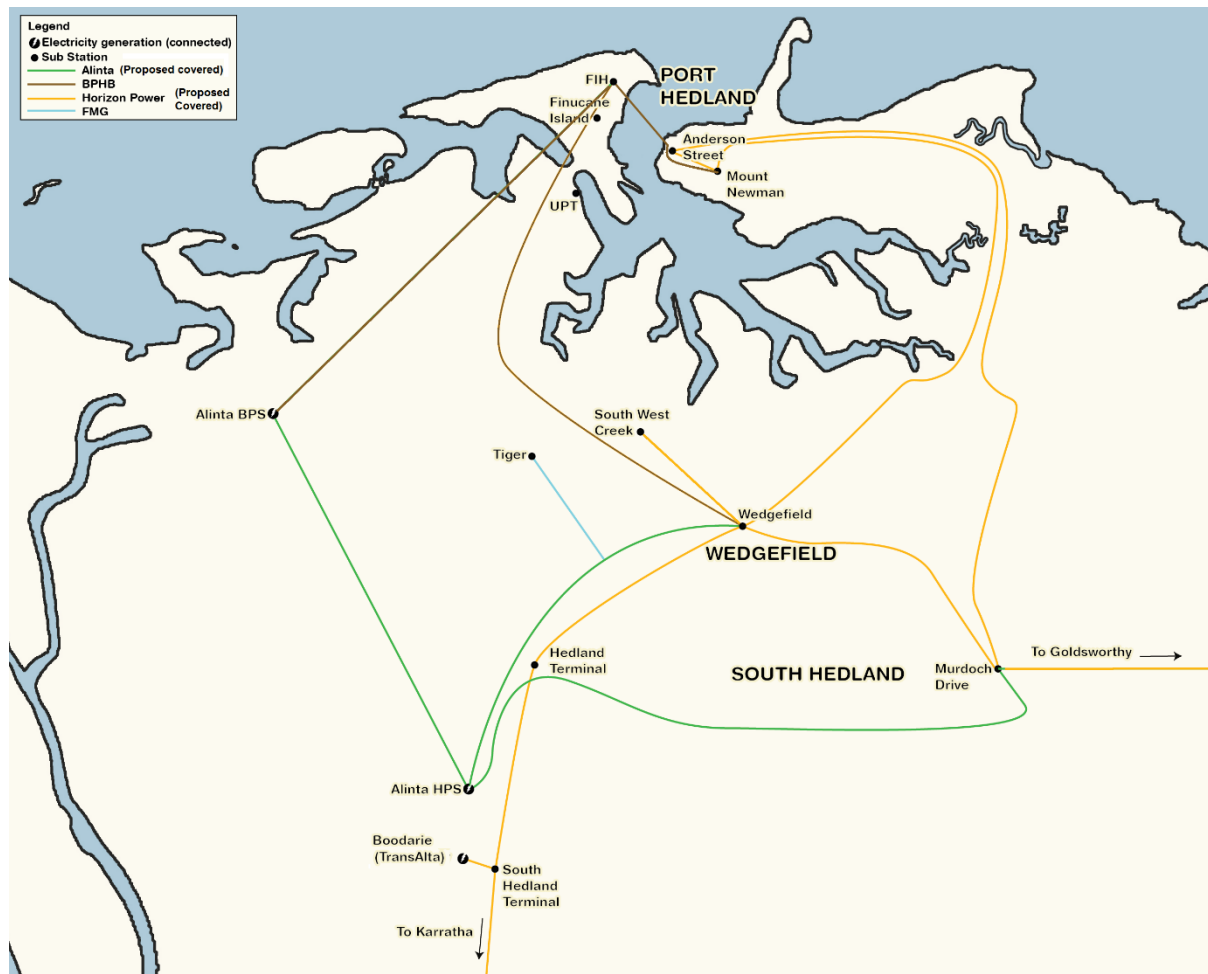 Legend
Electricity generation (connected)
Sub Station
Alinta (Proposed covered)
BPHB
Horizon Power (Proposed
Covered)
FMG
FIH
PORT
HEDLAND
Finucane
Island
Anderson
Street
Mount
Newman
UPT
Alinta BPS
South West
Creek
Tiger
Wedgefield
WEDGEFIELD
Hedland
Terminal
SOUTH HEDLAND
To Goldsworthy
Murdoch
Drive
Alinta HPS
Boodarie
(TransAlta)
South
Hedland
Terminal
To Karratha